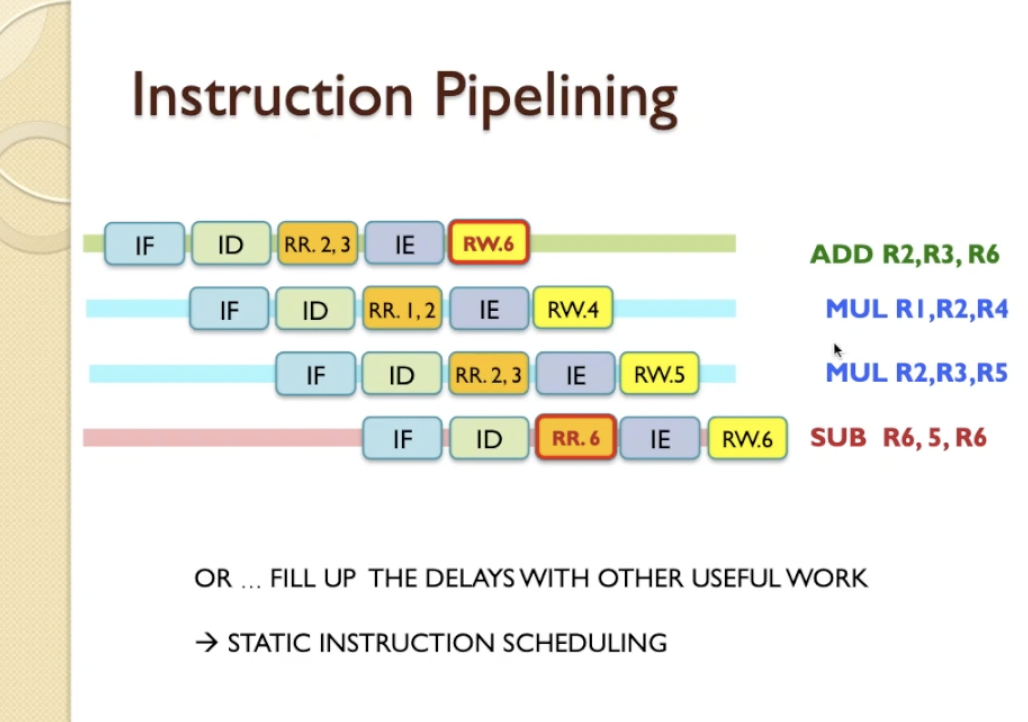 Instruction Pipelining
IF ID RR. 2, 3 IE RW.6 ADD R2,R3, R6
IF ID RR. 1, 2 IE RW.4 MUL R1,R2,R4
IF ID RR. 2, 3 IE RW.5 MUL R2,R3,R5
IF ID RR. 6 IE RW.6 SUB R6, 5, R6
OR ... FILL UP THE DELAYS WITH OTHER USEFUL WORK
→ STATIC INSTRUCTION SCHEDULING